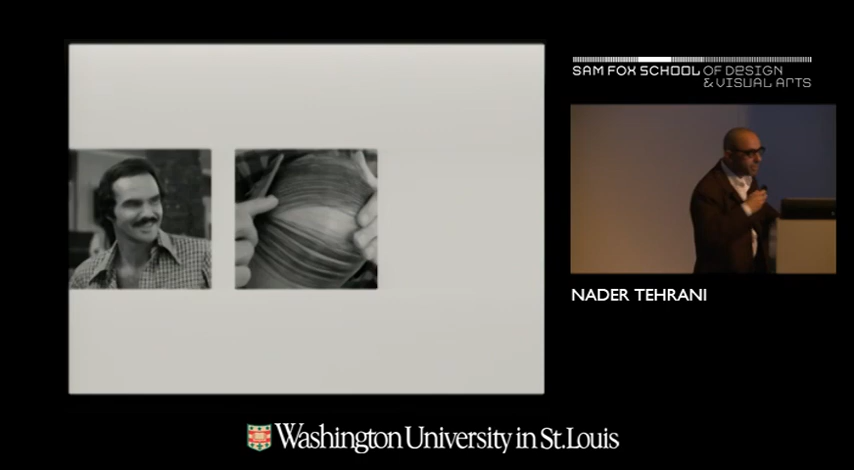 SAM FOX SCHOOL OF DESIGN
& VISUAL ARTS
NADER TEHRANI
Washington University in St. Louis